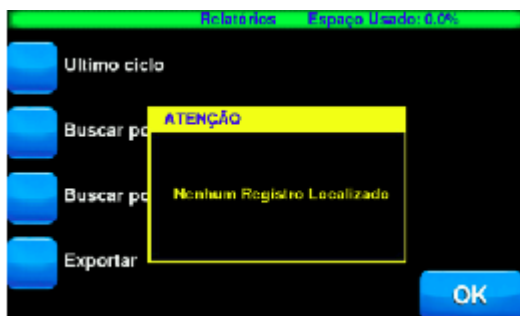 Relatórios Espaço Usado: 0.0%
Ultimo ciclo
Buscar po
ATENÇÃO
Buscar po
Nenhum Registro Localizado
Exportar
OK